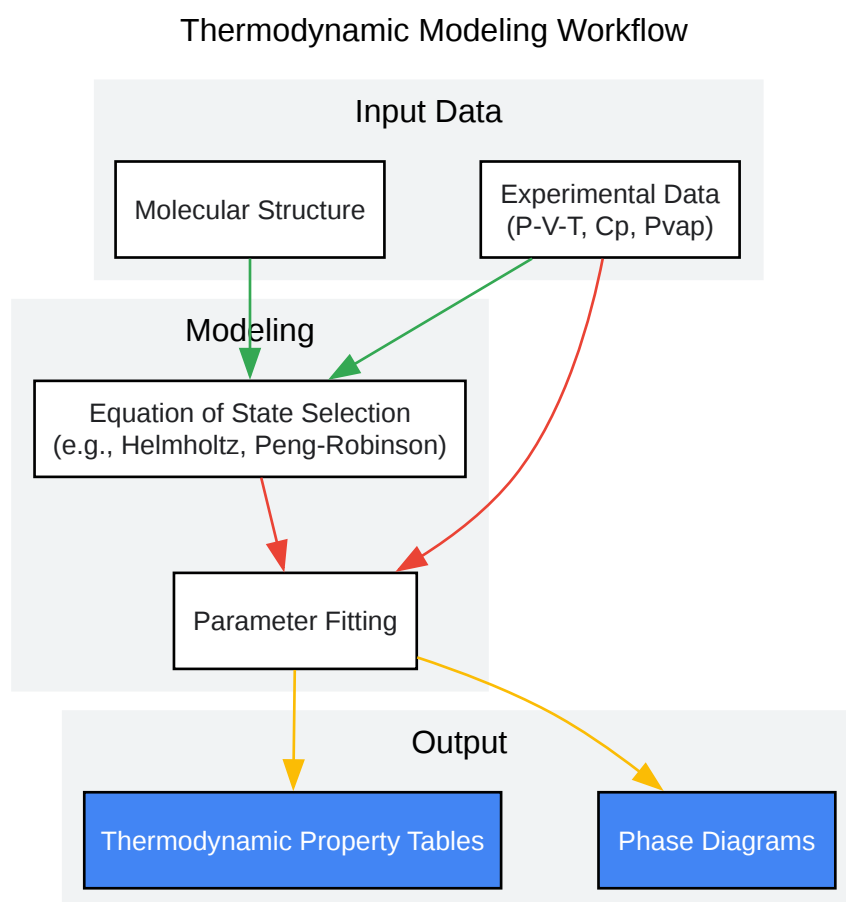 Thermodynamic Modeling Workflow
Input Data
Molecular Structure
Experimental Data
(P-V-T, Cp, Pvap)
Modeling
Equation of State Selection
(e.g., Helmholtz, Peng-Robinson)
Parameter Fitting
Output
Thermodynamic Property Tables
Phase Diagrams